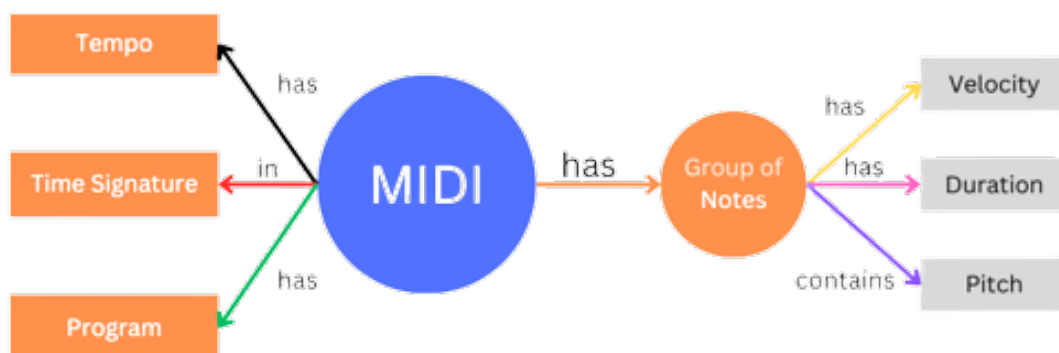 Tempo
has
Time Signature
in
has
Program
MIDI
has
Group of
Notes
has
Velocity
has
Duration
contains
Pitch